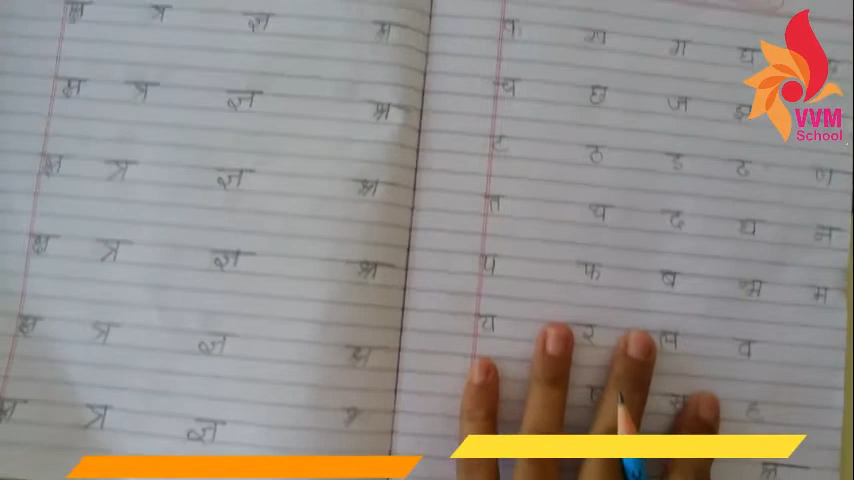 क्ष त्र ज्ञ श्र
क्ष त्र ज्ञ श्र
क्ष त्र ज्ञ श्र
क्ष त्र ज्ञ श्र
क्ष त्र ज्ञ श्र
क्ष त्र ज्ञ
क ख ग घ
च छ ज झ
ट ठ ड ढ ण
त थ द ध न
प फ ब भ म
य र ल व
ष स ह
क्ष
VVM
School